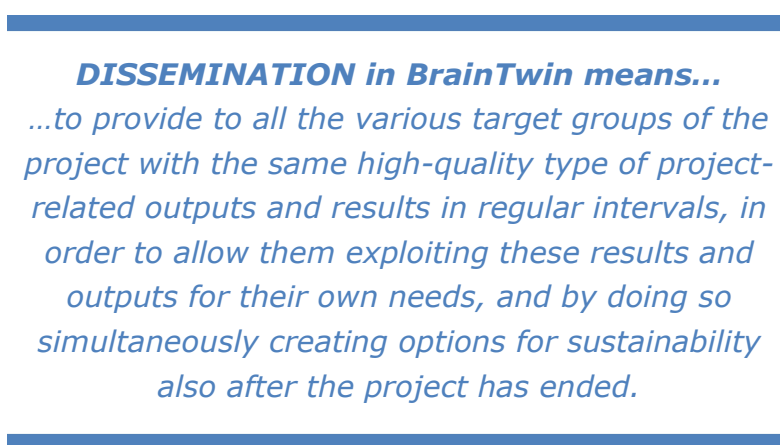 DISSEMINATION in BrainTwin means…
…to provide to all the various target groups of the
project with the same high-quality type of project-
related outputs and results in regular intervals, in
order to allow them exploiting these results and
outputs for their own needs, and by doing so
simultaneously creating options for sustainability
also after the project has ended.